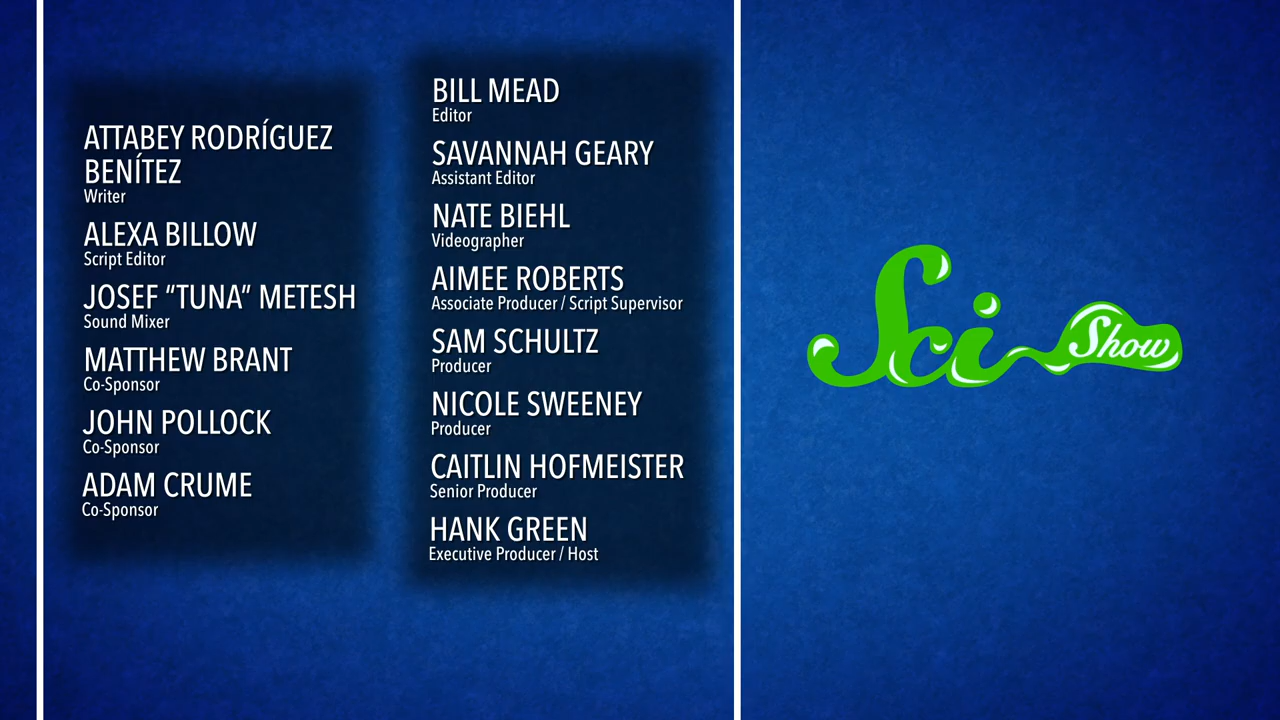 ATTABEY RODRÍGUEZ
BENÍTEZ
Writer
ALEXA BILLOW
Script Editor
JOSEF “TUNA” METESH
Sound Mixer
MATTHEW BRANT
Co-Sponsor
JOHN POLLOCK
Co-Sponsor
ADAM CRUME
Co-Sponsor
BILL MEAD
Editor
SAVANNAH GEARY
Assistant Editor
NATE BIEHL
Videographer
AIMEE ROBERTS
Associate Producer / Script Supervisor
SAM SCHULTZ
Producer
NICOLE SWEENEY
Producer
CAITLIN HOFMEISTER
Senior Producer
HANK GREEN
Executive Producer / Host
Sci Show